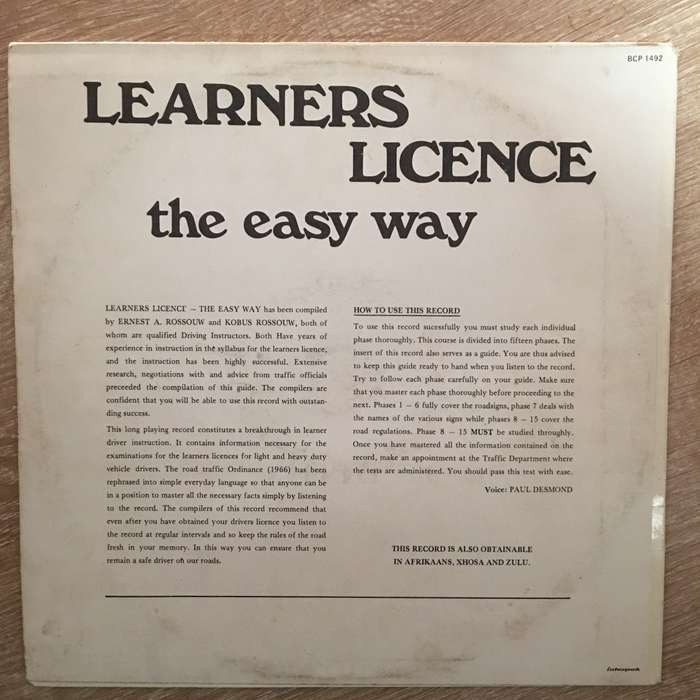 BCP 1492
LEARNERS
LICENCE
the easy way
LEARNERS LICENCE – THE EASY WAY has been compiled
by ERNEST A. ROSSOUW and KOBUS ROSSOUW, both of
whom are qualified Driving Instructors. Both Have years of
experience in instruction in the syllabus for the learners licence,
and the instruction has been highly successful. Extensive
research, negotiations with and advice from traffic officials
preceeded the compilation of this guide. The compilers are
confident that you will be able to use this record with outstan-
ding success.
This long playing record constitutes a breakthrough in learner
driver instruction. It contains information necessary for the
examinations for the learners licences for light and heavy duty
vehicle drivers. The road traffic Ordinance (1966) has been
rephrased into simple everyday language so that anyone can be
in a position to master all the necessary facts simply by listening
to the record. The compilers of this record recommend that
even after you have obtained your drivers licence you listen to
the record at regular intervals and so keep the rules of the road
fresh in your memory. In this way you can ensure that you
remain a safe driver on our roads.
HOW TO USE THIS RECORD
To use this record sucessfully you must study each individual
phase thoroughly. This course is divided into fifteen phases. The
insert of this record also serves as a guide. You are thus advised
to keep this guide ready to hand when you listen to the record.
Try to follow each phase carefully on your guide. Make sure
that you master each phase thoroughly before proceeding to the
next. Phases 1 – 6 fully cover the roadsigns, phase 7 deals with
the names of the various signs while phases 8 – 15 cover the
road regulations. Phase 8 – 15 MUST be studied throughly.
Once you have mastered all the information contained on the
record, make an appointment at the Traffic Department where
the tests are administered. You should pass this test with ease.
Voice: PAUL DESMOND
THIS RECORD IS ALSO OBTAINABLE
IN AFRIKAANS, XHOSA AND ZULU.